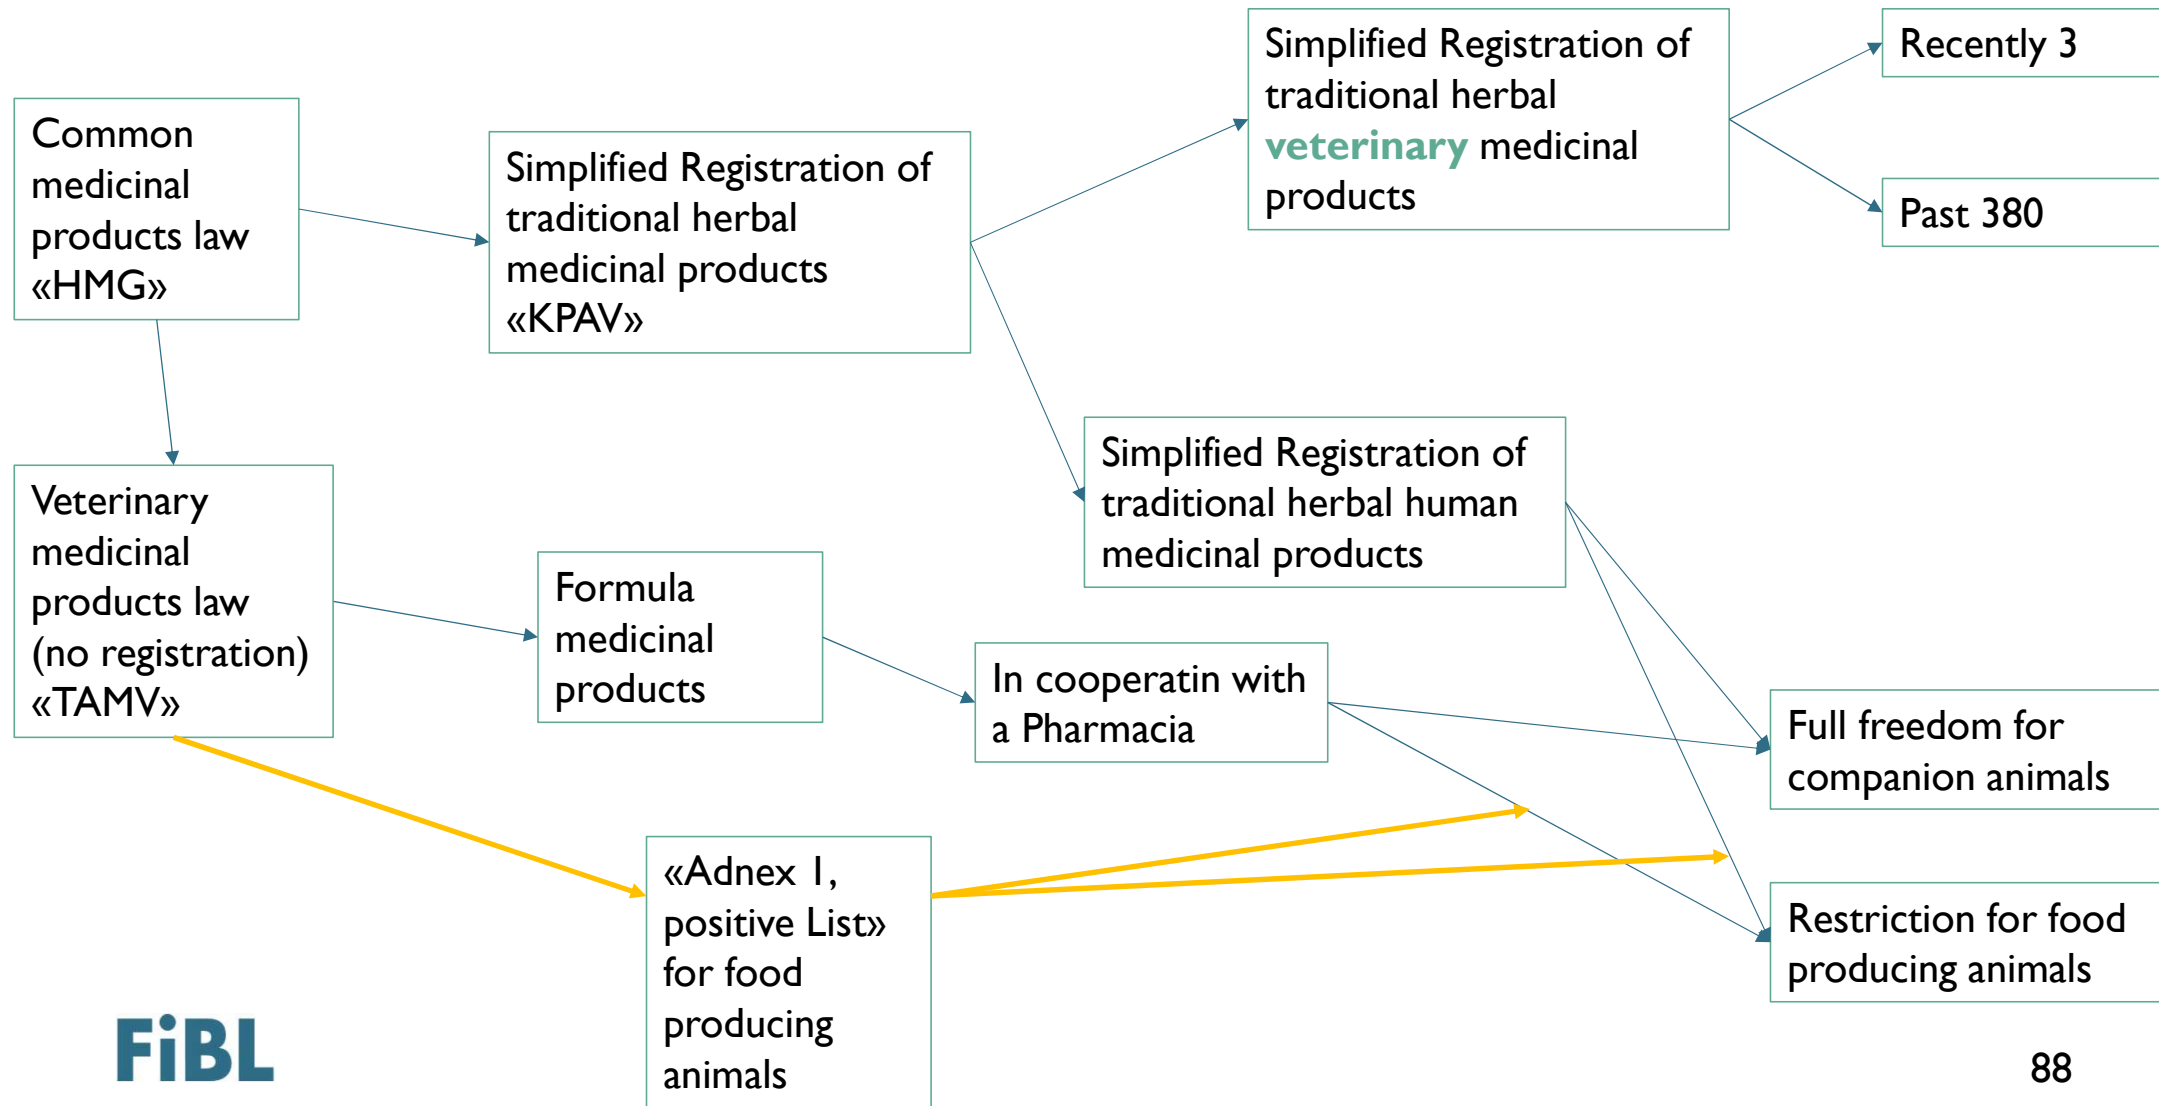 Common
medicinal
products law
«HMG»
Simplified Registration of
traditional herbal
medicinal products
«KPAV»
Simplified Registration of
traditional herbal
veterinary medicinal
products
Recently 3
Past 380
Simplified Registration of
traditional herbal human
medicinal products
Veterinary
medicinal
products law
(no registration)
«TAMV»
Formula
medicinal
products
In cooperatin with
a Pharmacia
Full freedom for
companion animals
«Adnex 1,
positive List»
for food
producing
animals
Restriction for food
producing animals
FiBL
88